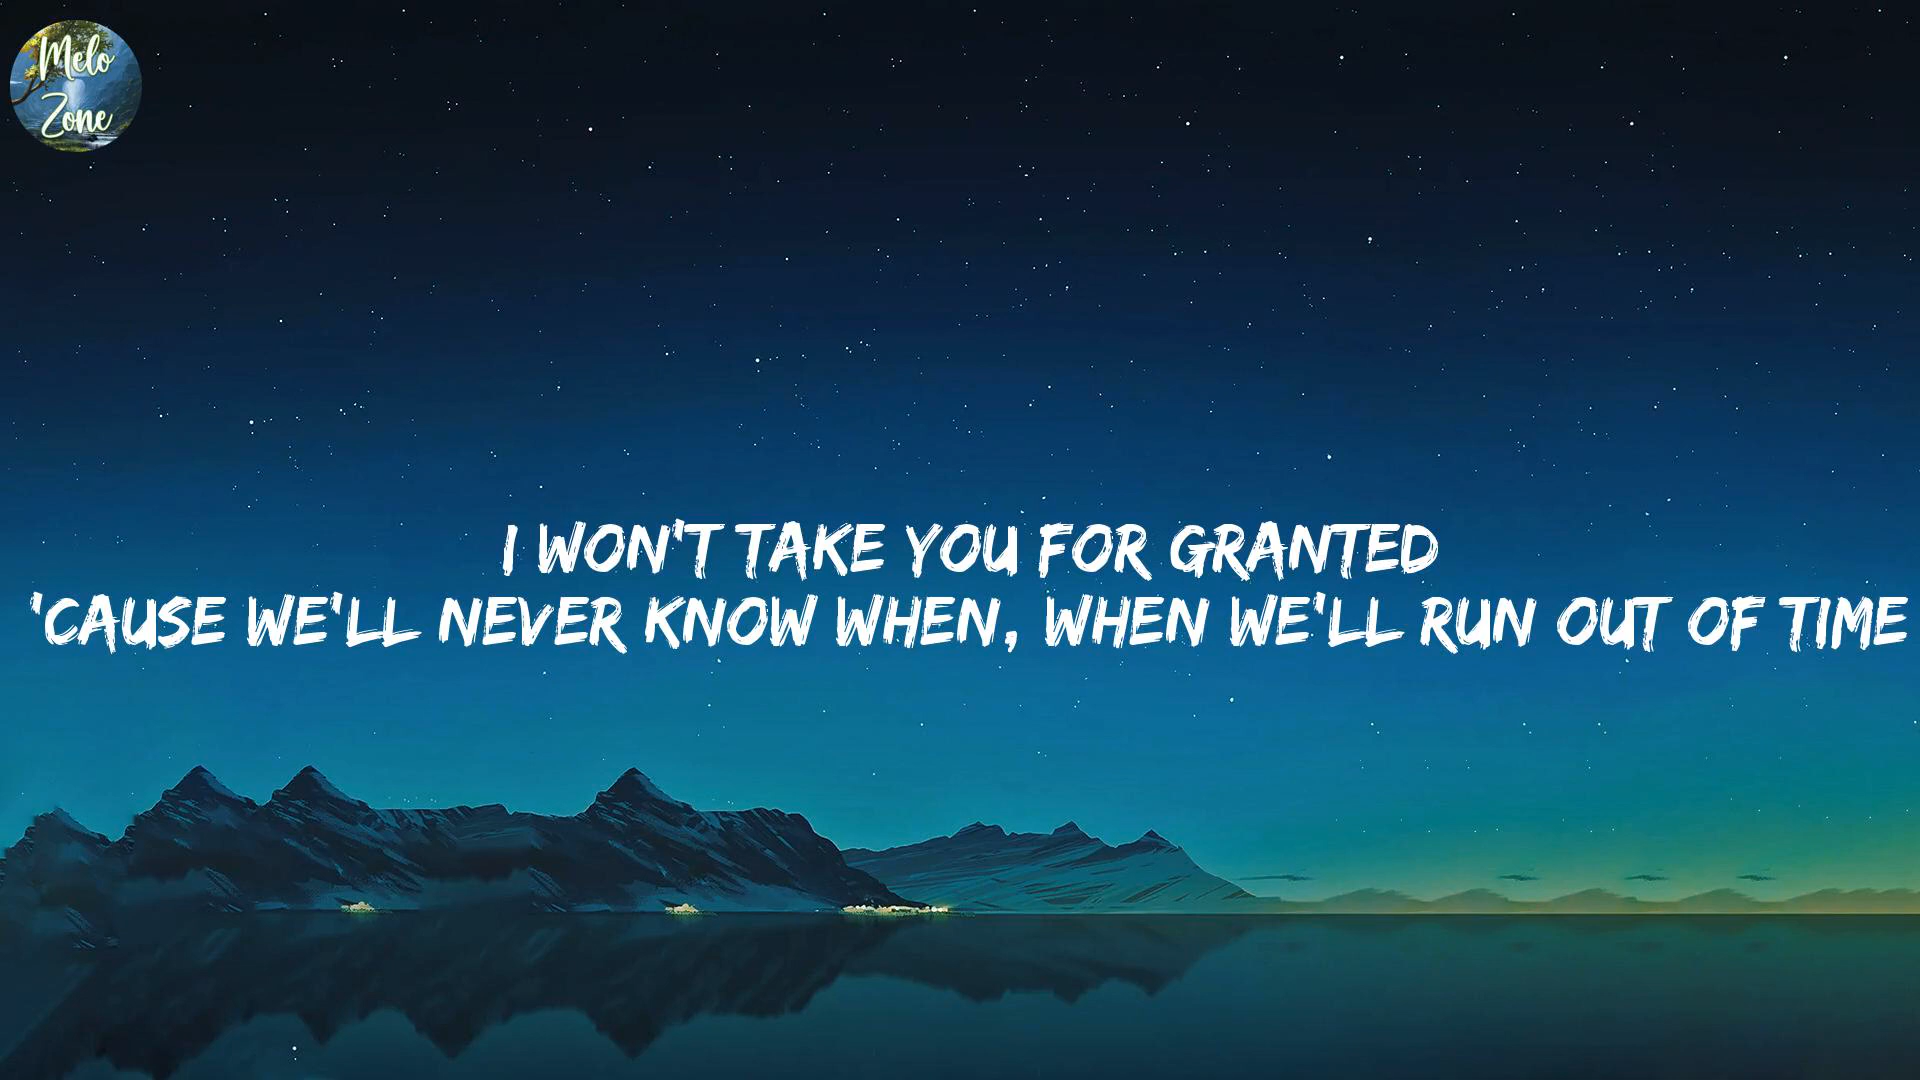 Melo
Zone
I WON'T TAKE YOU FOR GRANTED
'CAUSE WE'LL NEVER KNOW WHEN, WHEN WE'LL RUN OUT OF TIME